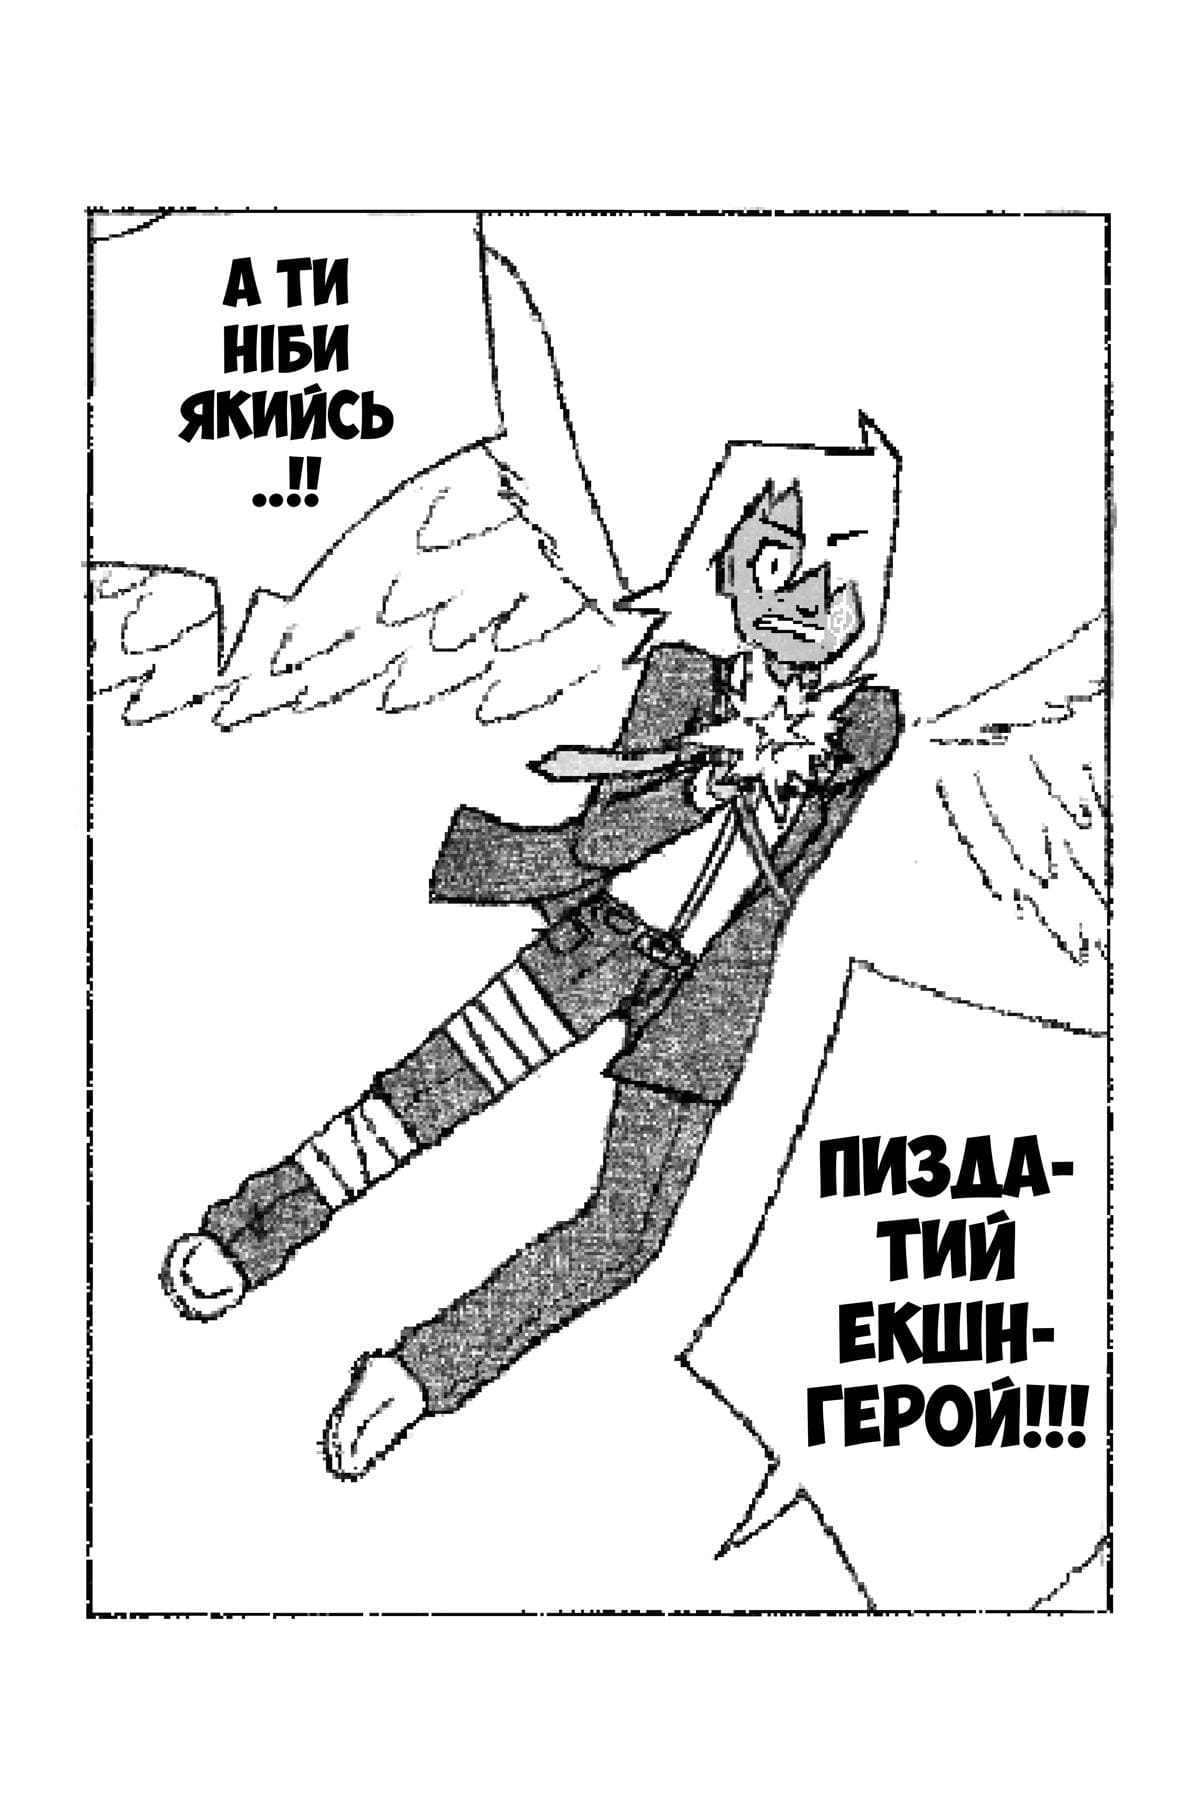 А ТИ
НІБИ
ЯКИЙСЬ
..!!
ПИЗДА-
ТИЙ
ЕКШН-
ГЕРОЙ!!!